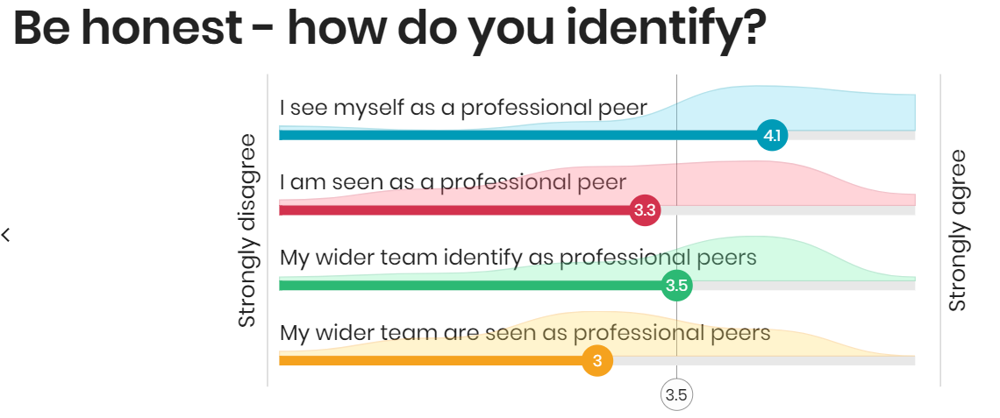 Be honest - how do you identify?
I see myself as a professional peer
4.1
I am seen as a professional peer
3.3
My wider team identify as professional peers
3.5
My wider team are seen as professional peers
3
3.5
Strongly disagree
Strongly agree